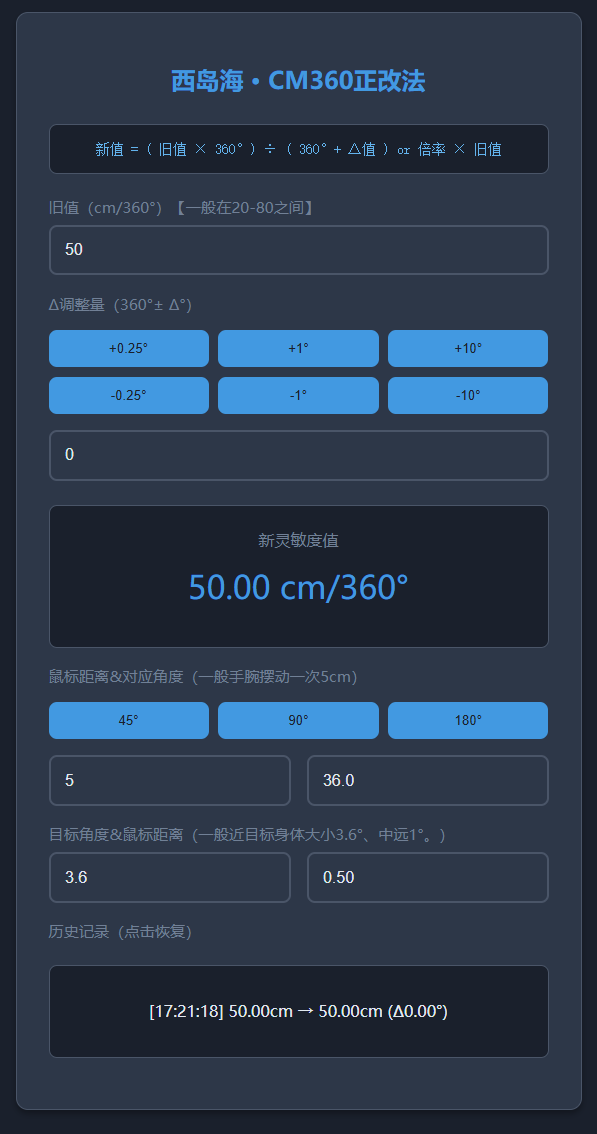 西岛海 · CM360正改法
新值 =( 旧值 × 360° ) ÷ ( 360° + △值 ) or 倍率 × 旧值
旧值（cm/360°）【一般在20-80之间】
50
Δ调整量（360°± Δ°）
+0.25° +1° +10°
-0.25° -1° -10°
0
新灵敏度值
50.00 cm/360°
鼠标距离&对应角度（一般手腕摆动一次5cm）
45° 90° 180°
5 36.0
目标角度&鼠标距离（一般近目标身体大小3.6°、中远1°。）
3.6 0.50
历史记录（点击恢复）
[17:21:18] 50.00cm → 50.00cm (Δ0.00°)